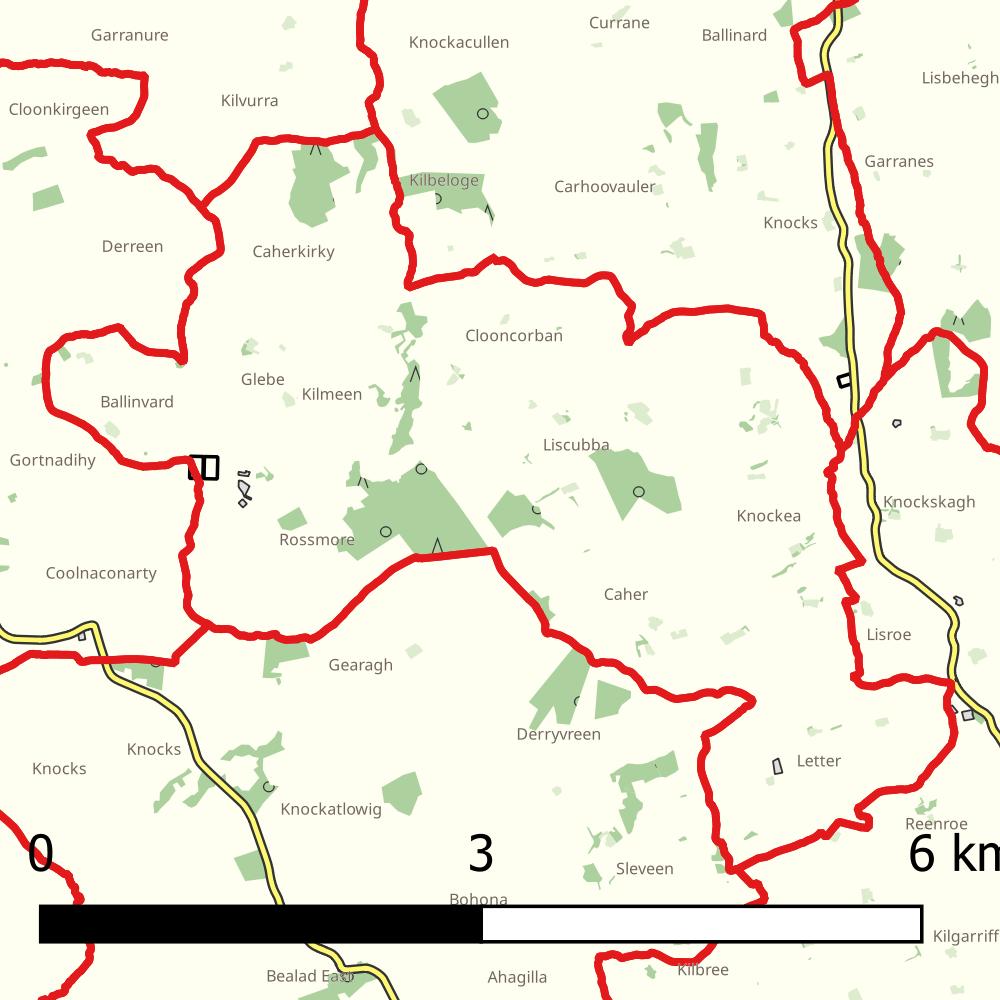 Currane
Garranure
Ballinard
Knockacullen
Lisbehegh
Kilvurra
Cloonkirgeen
Garranes
Kilbeloge
Carhoovauler
Knocks
Derreen
Caherkirky
Clooncorban
Glebe
Kilmeen
Ballinvard
Liscubba
Gortnadihy
Knockskagh
Knockea
Rossmore
Coolnaconarty
Caher
Lisroe
Gearagh
Derryvreen
Knocks
Letter
Knocks
Knockatlowig
Reenroe
0 3 6 km
Sleveen
Bohona
Kilgarriff
Kilbree
Bealad East
Ahagilla